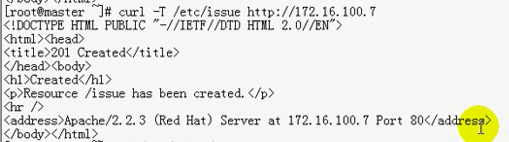 </body></html>
[root@master ~]# curl -T /etc/issue http://172.16.100.7
<!DOCTYPE HTML PUBLIC "-//IETF//DTD HTML 2.0//EN">
<html><head>
<title>201 Created</title>
</head><body>
<h1>Created</h1>
<p>Resource /issue has been created.</p>
<hr />
<address>Apache/2.2.3 (Red Hat) Server at 172.16.100.7 Port 80</address>
</body></html>